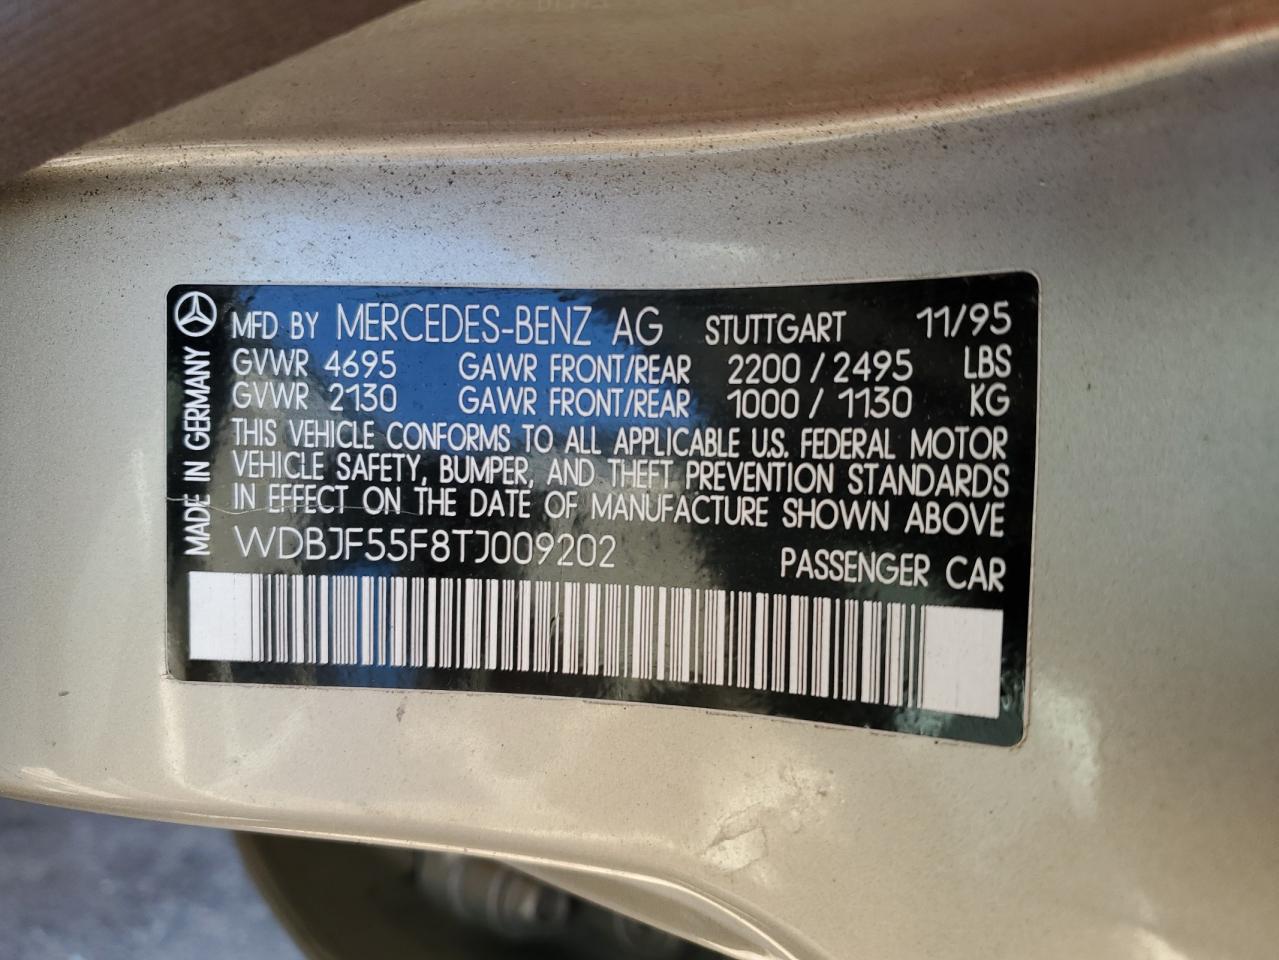 MADE IN GERMANY
MFD BY MERCEDES-BENZ AG STUTTGART 11/95
GVWR 4695 GAWR FRONT/REAR 2200 / 2495 LBS
GVWR 2130 GAWR FRONT/REAR 1000 / 1130 KG
THIS VEHICLE CONFORMS TO ALL APPLICABLE U.S. FEDERAL MOTOR
VEHICLE SAFETY, BUMPER, AND THEFT PREVENTION STANDARDS
IN EFFECT ON THE DATE OF MANUFACTURE SHOWN ABOVE
WDBJF55F8TJ009202 PASSENGER CAR